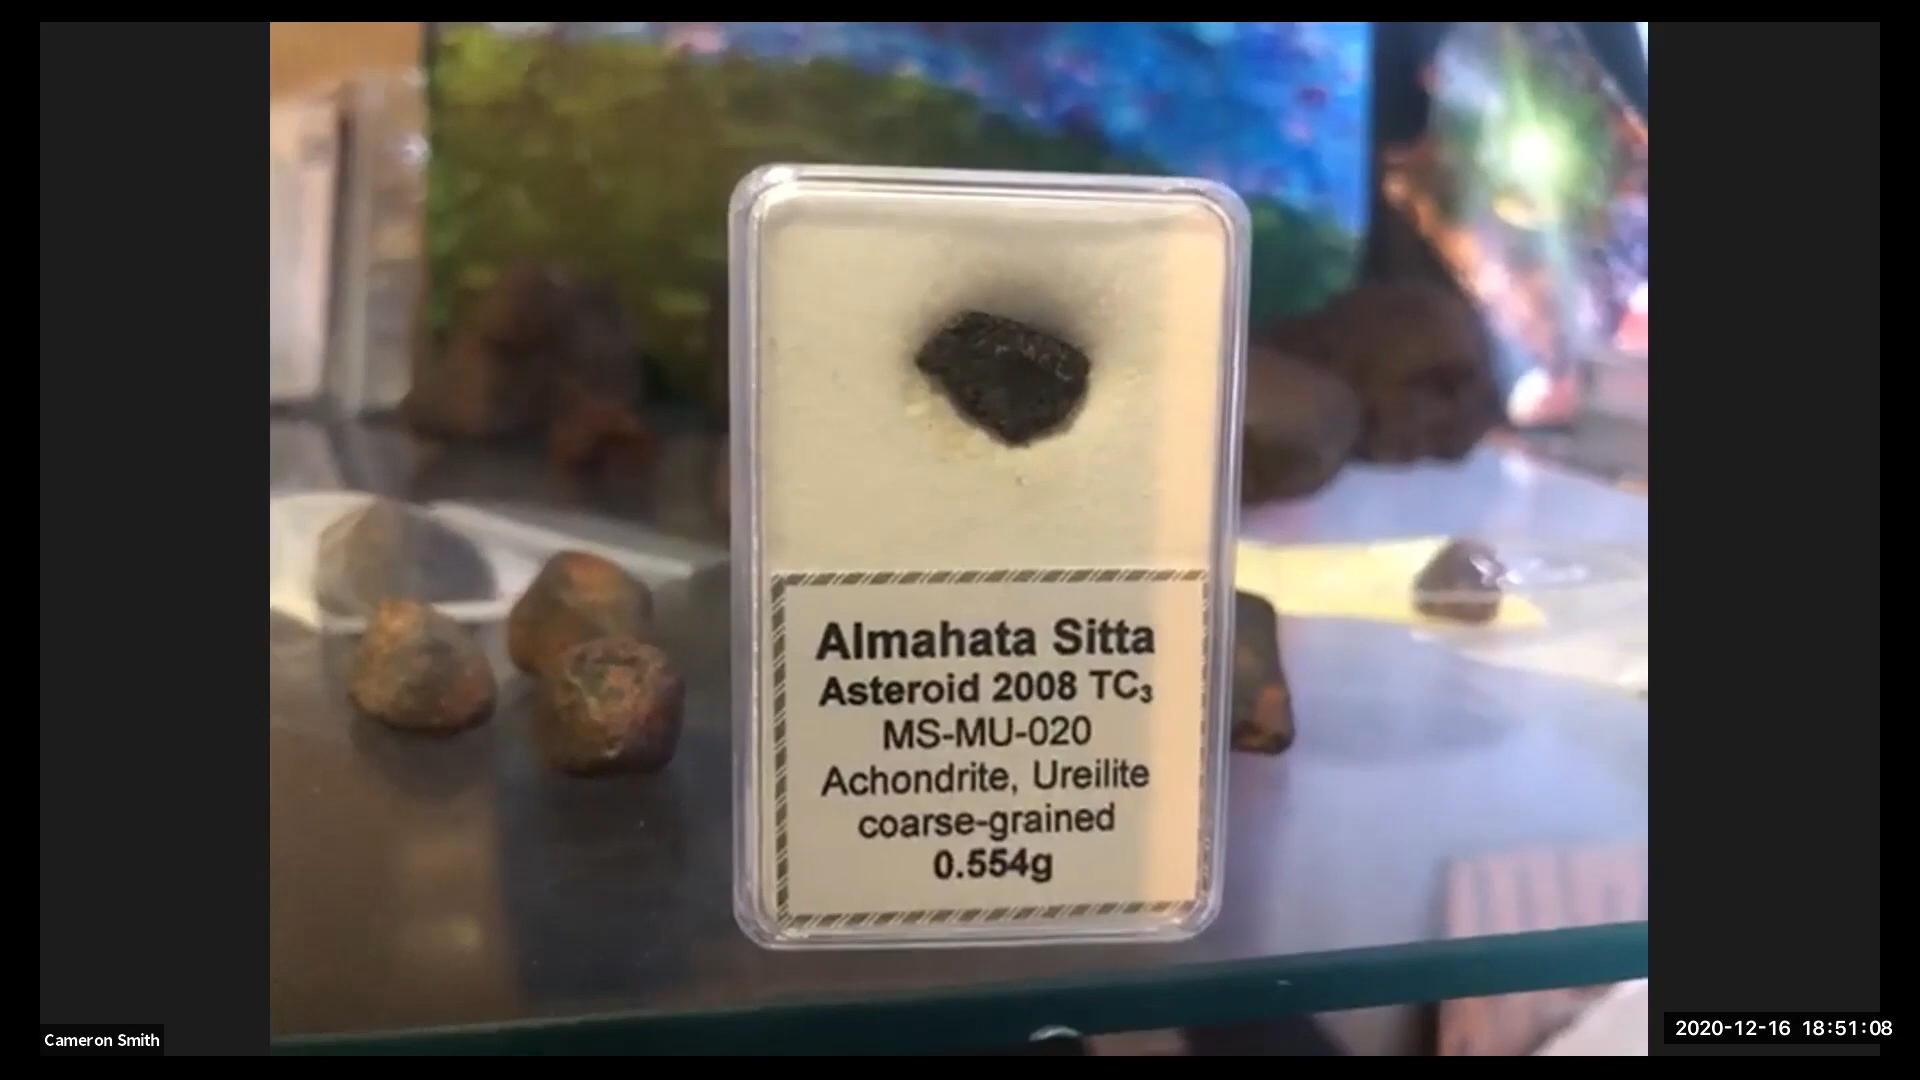 Almahata Sitta
Asteroid 2008 TC₃
MS-MU-020
Achondrite, Ureilite
coarse-grained
0.554g
Cameron Smith
2020-12-16 18:51:08